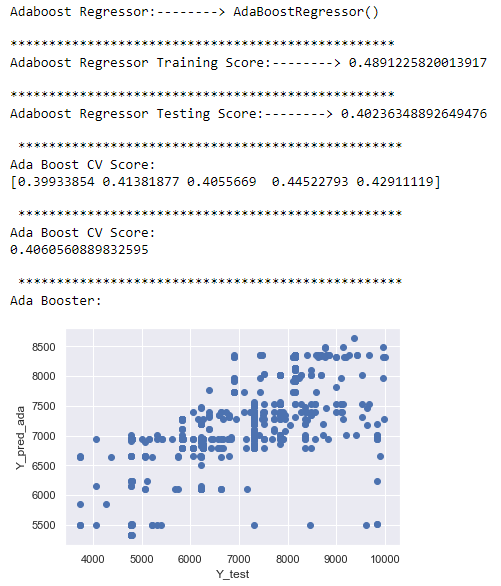 Adaboost Regressor:--------> AdaBoostRegressor()
**************************************************
Adaboost Regressor Training Score:--------> 0.4891225820013917
**************************************************
Adaboost Regressor Testing Score:--------> 0.40236348892649476
**************************************************
Ada Boost CV Score:
[0.39933854 0.41381877 0.4055669  0.44522793 0.42911119]
**************************************************
Ada Boost CV Score:
0.4060560889832595
**************************************************
Ada Booster:
8500
8000
7500
7000
6500
6000
5500
Y_pred_ada
4000 5000 6000 7000 8000 9000 10000
Y_test